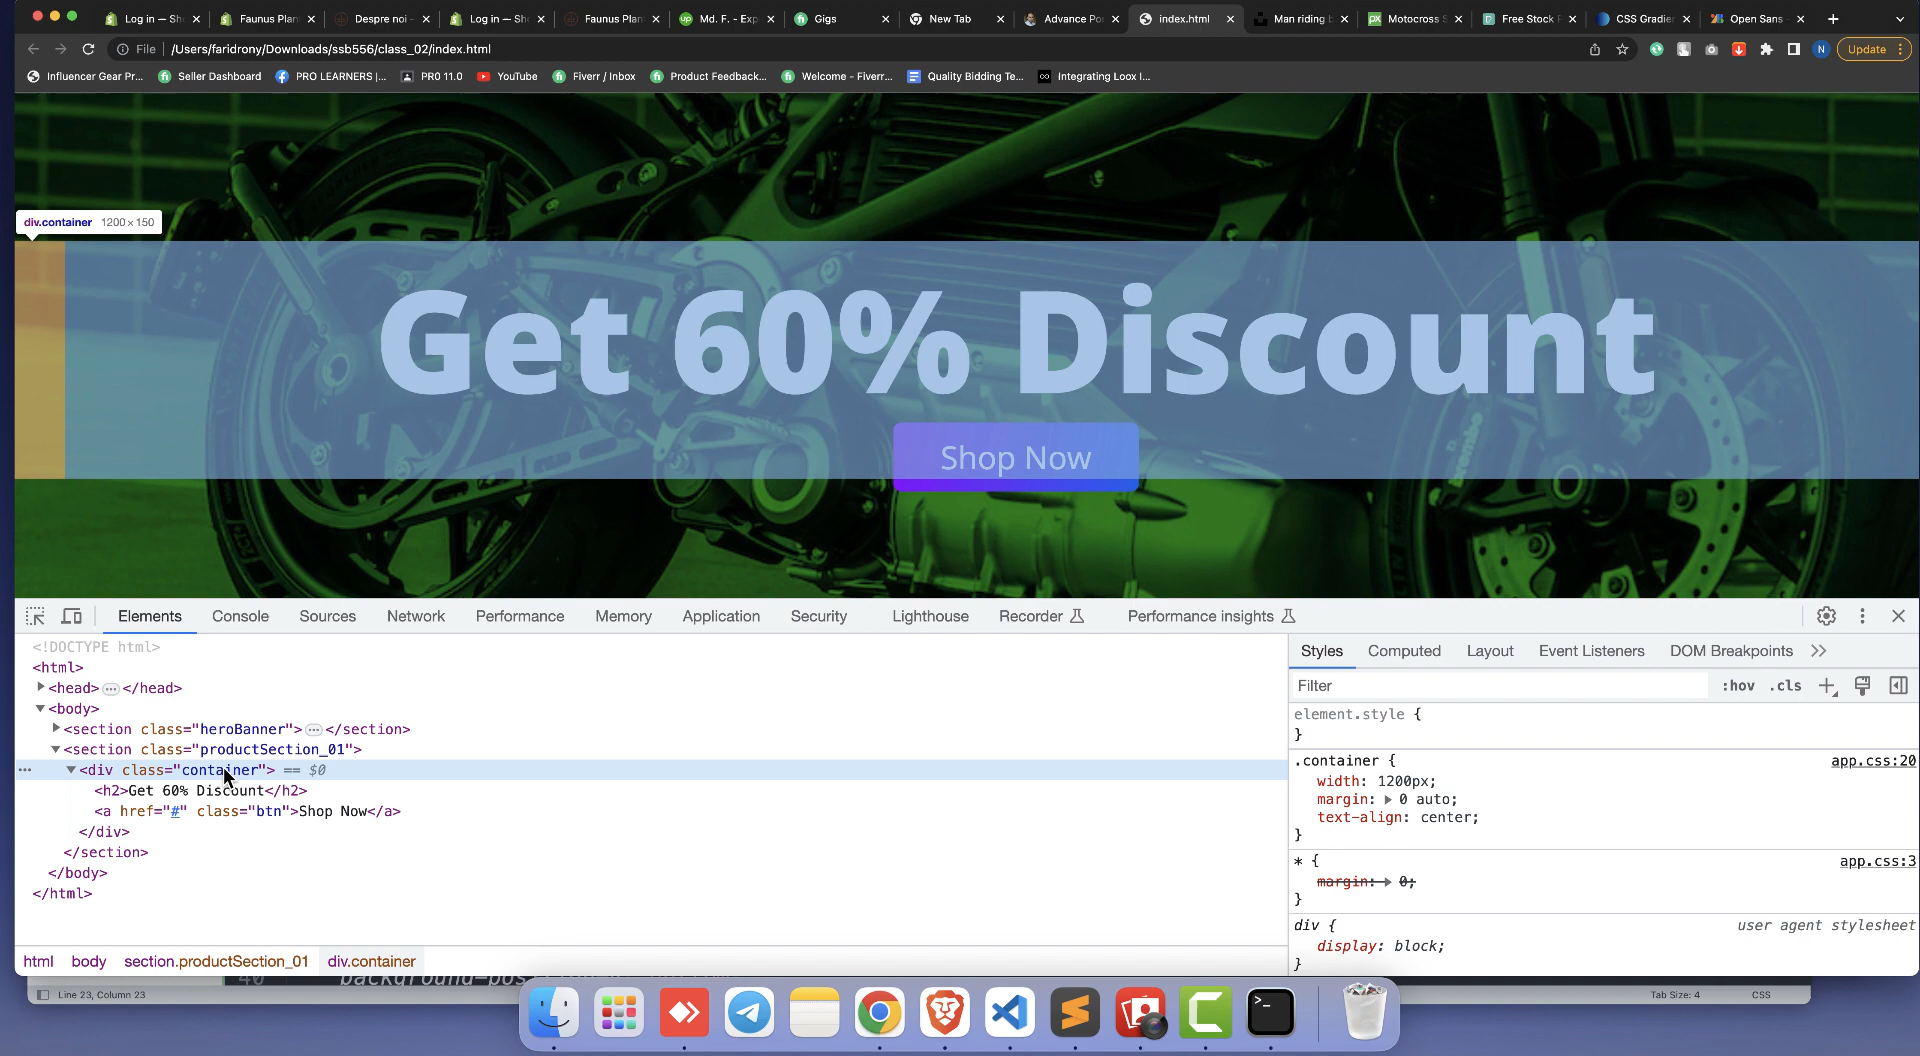 Log in — Sh
Faunus Plan
Despre noi -
Log in — Sh
Faunus Plan
Md. F. - Exp
Gigs
New Tab
Advance Po
index.html
Man riding
Motocross S
Free Stock F
CSS Gradie
Open Sans -
File
/Users/faridrony/Downloads/ssb556/class_02/index.html
N
Update
Influencer Gear Pr...
Seller Dashboard
PRO LEARNERS |...
PRO 11.0
YouTube
Fiverr / Inbox
Product Feedback...
Welcome - Fiverr...
Quality Bidding Te...
Integrating Loox I...
div.container 1200 × 150
Get 60% Discount
Shop Now
Elements Console Sources Network Performance Memory Application Security Lighthouse Recorder Performance insights
<!DOCTYPE html>
<html>
<head>…</head>
<body>
<section class="heroBanner">…</section>
<section class="productSection_01">
<div class="container"> == $0
<h2>Get 60% Discount</h2>
<a href="#" class="btn">Shop Now</a>
</div>
</section>
</body>
</html>
html body section.productSection_01 div.container
Styles Computed Layout Event Listeners DOM Breakpoints
Filter
:hov .cls
element.style {
}
.container { app.css:20
width: 1200px;
margin: 0 auto;
text-align: center;
}
* { app.css:3
margin: 0;
}
div { user agent stylesheet
display: block;
}
Line 23, Column 23
Tab Size: 4
CSS